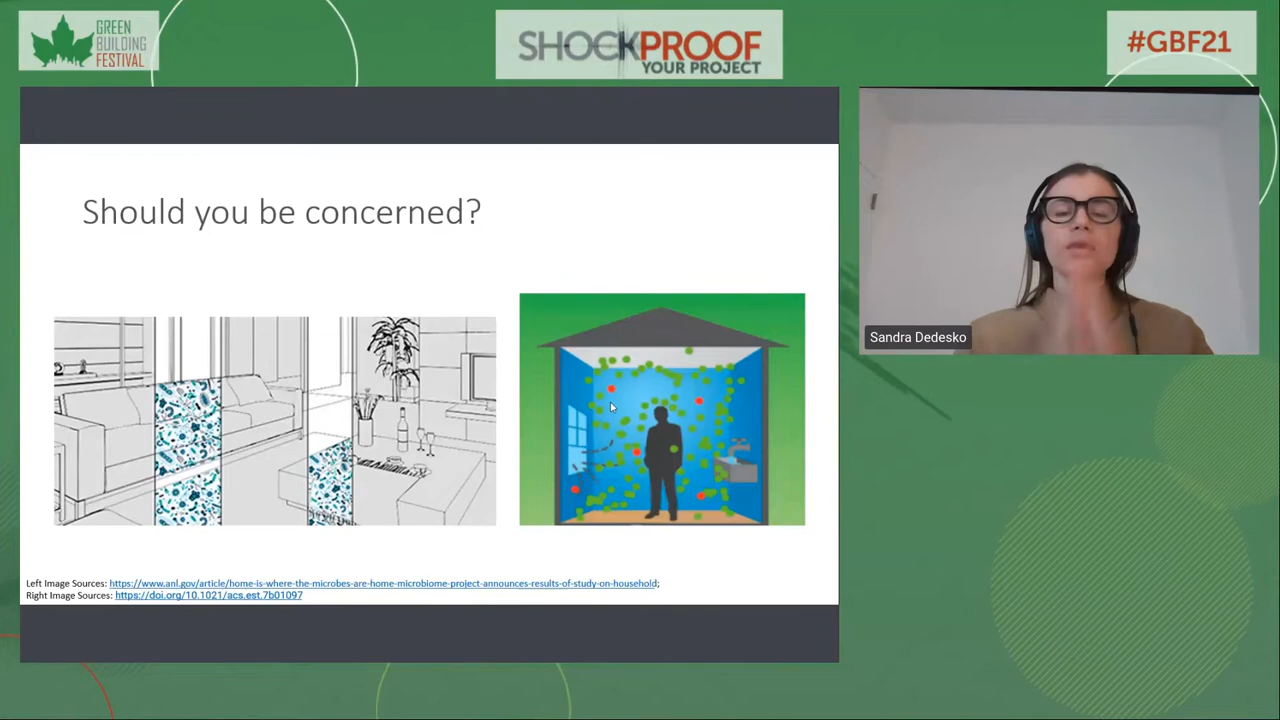 GREEN
BUILDING
FESTIVAL
SHOCKPROOF
YOUR PROJECT
#GBF21
Should you be concerned?
Sandra Dedesko
Left Image Sources: https://www.anl.gov/article/home-is-where-the-microbes-are-home-microbiome-project-announces-results-of-study-on-household;
Right Image Sources: https://doi.org/10.1021/acs.est.7b01097